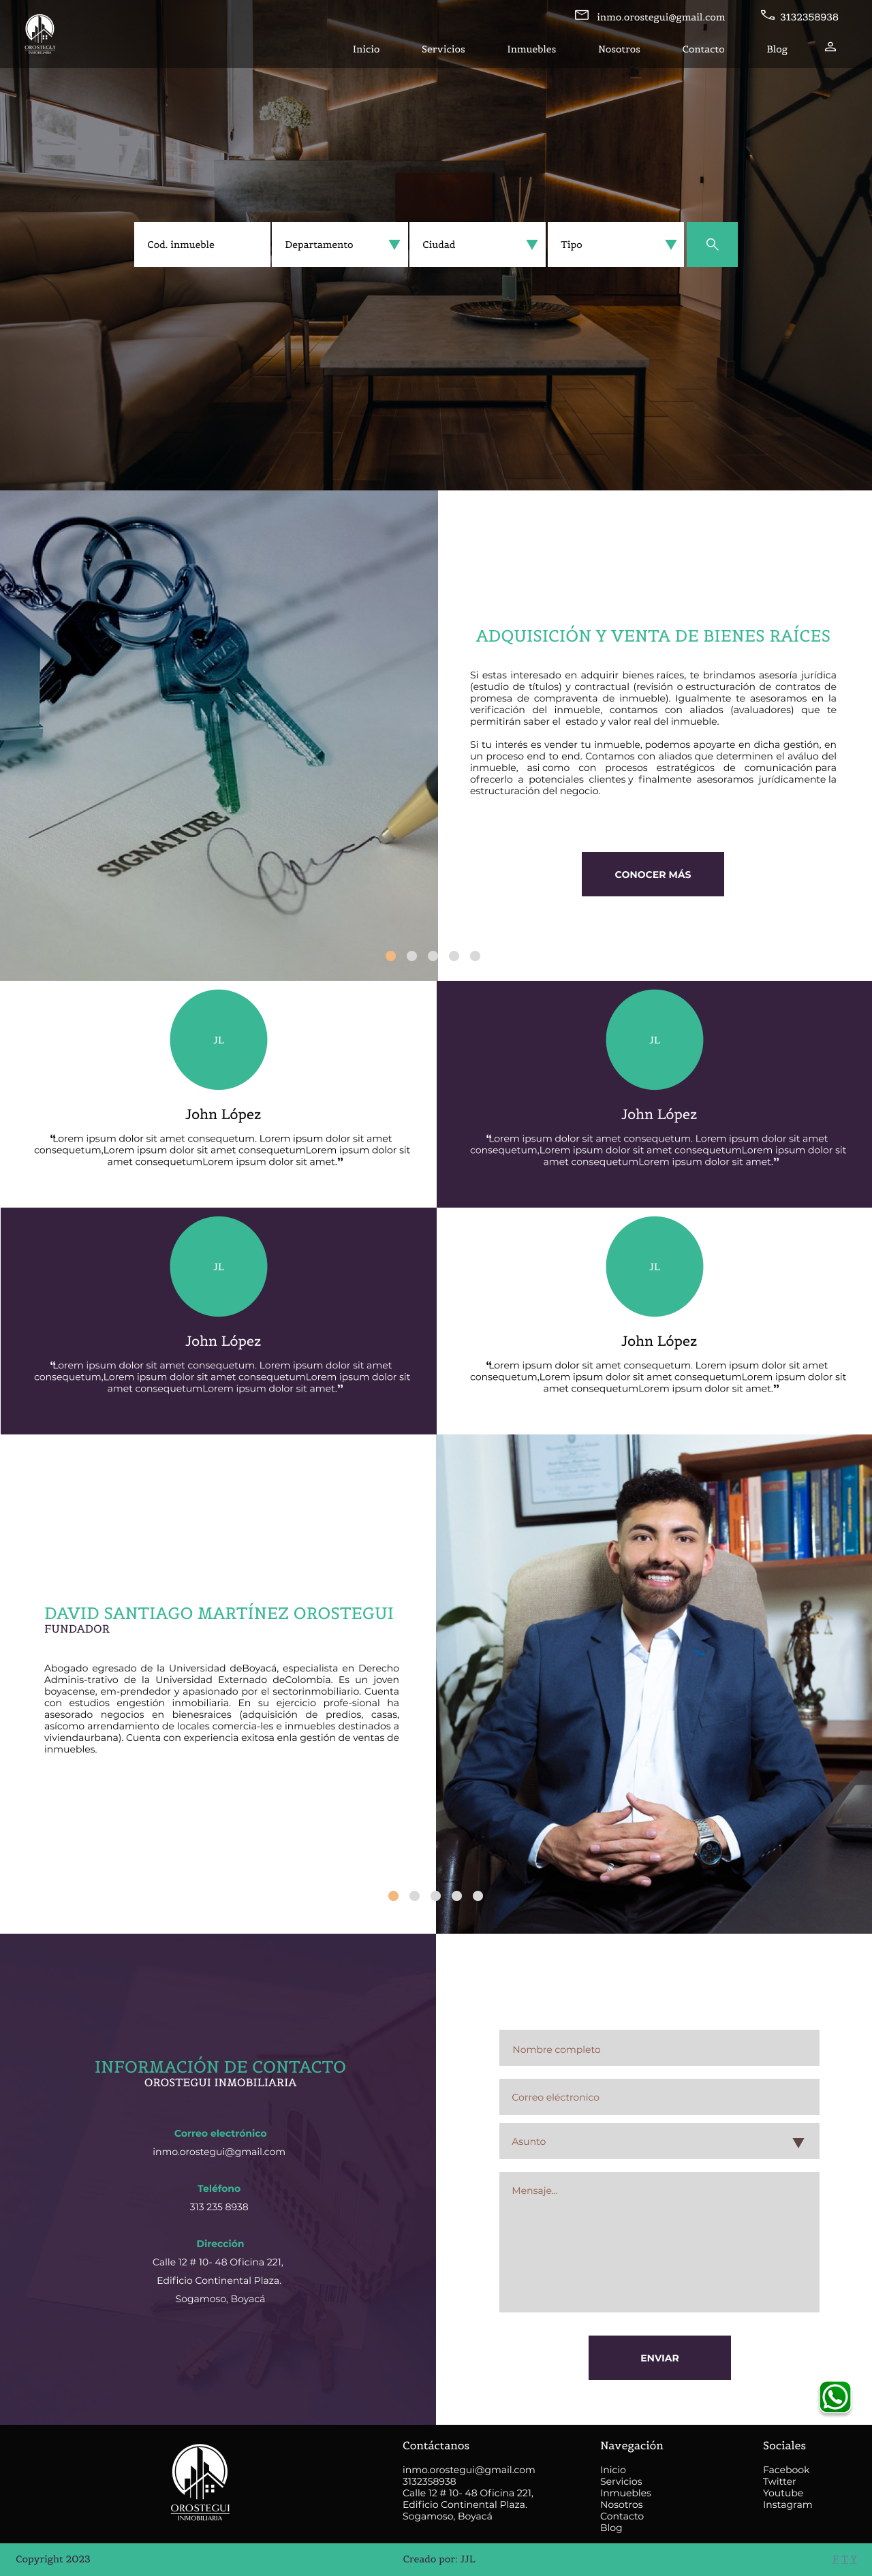 OROSTEGUI
INMOBILIARIA
inmo.orostegui@gmail.com
3132358938
Inicio
Servicios
Inmuebles
Nosotros
Contacto
Blog
Cod. inmueble
Departamento
Ciudad
Tipo
SIGNATURE
ADQUISICIÓN Y VENTA DE BIENES RAÍCES
Si estas interesado en adquirir bienes raíces, te brindamos asesoría jurídica
(estudio de títulos) y contractual (revisión o estructuración de contratos de
promesa de compraventa de inmueble). Igualmente te asesoramos en la
verificación del inmueble, contamos con aliados (avaluadores) que te
permitirán saber el estado y valor real del inmueble.
Si tu interés es vender tu inmueble, podemos apoyarte en dicha gestión, en
un proceso end to end. Contamos con aliados que determinen el aváluo del
inmueble, así como con procesos estratégicos de comunicación para
ofrecerlo a potenciales clientes y finalmente asesoramos jurídicamente la
estructuración del negocio.
CONOCER MÁS
JL
John López
“Lorem ipsum dolor sit amet consequetum. Lorem ipsum dolor sit amet
consequetum,Lorem ipsum dolor sit amet consequetumLorem ipsum dolor sit
amet consequetumLorem ipsum dolor sit amet.”
JL
John López
“Lorem ipsum dolor sit amet consequetum. Lorem ipsum dolor sit amet
consequetum,Lorem ipsum dolor sit amet consequetumLorem ipsum dolor sit
amet consequetumLorem ipsum dolor sit amet.”
JL
John López
“Lorem ipsum dolor sit amet consequetum. Lorem ipsum dolor sit amet
consequetum,Lorem ipsum dolor sit amet consequetumLorem ipsum dolor sit
amet consequetumLorem ipsum dolor sit amet.”
JL
John López
“Lorem ipsum dolor sit amet consequetum. Lorem ipsum dolor sit amet
consequetum,Lorem ipsum dolor sit amet consequetumLorem ipsum dolor sit
amet consequetumLorem ipsum dolor sit amet.”
DAVID SANTIAGO MARTÍNEZ OROSTEGUI
FUNDADOR
Abogado egresado de la Universidad deBoyacá, especialista en Derecho
Adminis-trativo de la Universidad Externado deColombia. Es un joven
boyacense, em-prendedor y apasionado por el sectorinmobiliario. Cuenta
con estudios engestión inmobiliaria. En su ejercicio profe-sional ha
asesorado negocios en bienesraices (adquisición de predios, casas,
asícomo arrendamiento de locales comercia-les e inmuebles destinados a
viviendaurbana). Cuenta con experiencia exitosa enla gestión de ventas de
inmuebles.
INFORMACIÓN DE CONTACTO
OROSTEGUI INMOBILIARIA
Correo electrónico
inmo.orostegui@gmail.com
Teléfono
313 235 8938
Dirección
Calle 12 # 10- 48 Oficina 221,
Edificio Continental Plaza.
Sogamoso, Boyacá
Nombre completo
Correo eléctronico
Asunto
Mensaje...
ENVIAR
OROSTEGUI
INMOBILIARIA
Contáctanos
inmo.orostegui@gmail.com
3132358938
Calle 12 # 10- 48 Oficina 221,
Edificio Continental Plaza.
Sogamoso, Boyacá
Navegación
Inicio
Servicios
Inmuebles
Nosotros
Contacto
Blog
Sociales
Facebook
Twitter
Youtube
Instagram
Copyright 2023
Creado por: JJL
F T Y